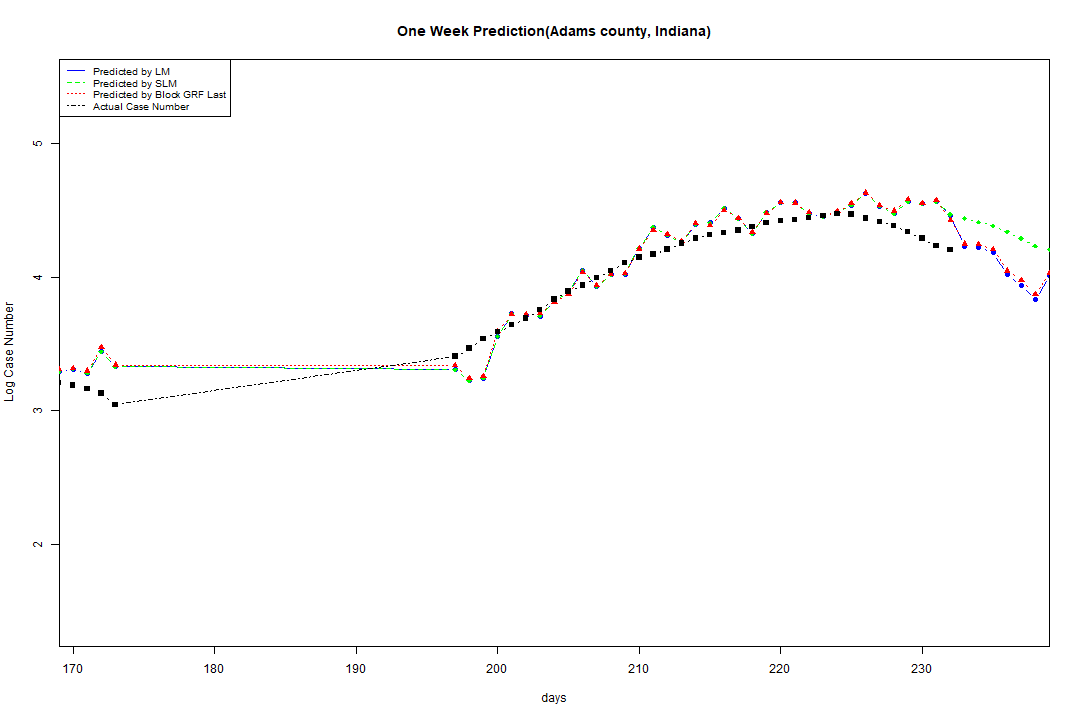 One Week Prediction(Adams county, Indiana)
Predicted by LM
Predicted by SLM
Predicted by Block GRF Last
Actual Case Number
5
4
3
2
Log Case Number
170 180 190 200 210 220 230
days